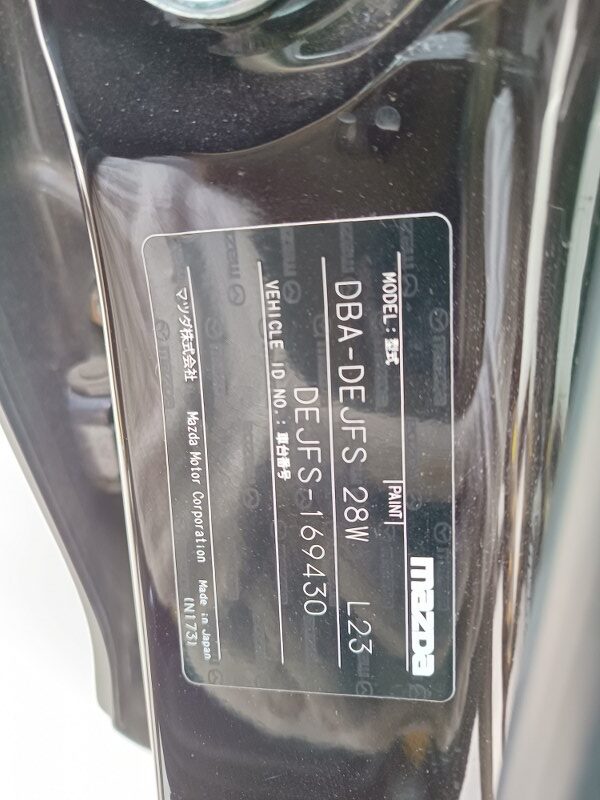 mazda
MODEL:型式
PAINT
DBA-DEJFS 28W L23
VEHICLE ID NO.:車台番号
DEJFS-169430
マツダ株式会社 Mazda Motor Corporation Made in Japan
(N173)